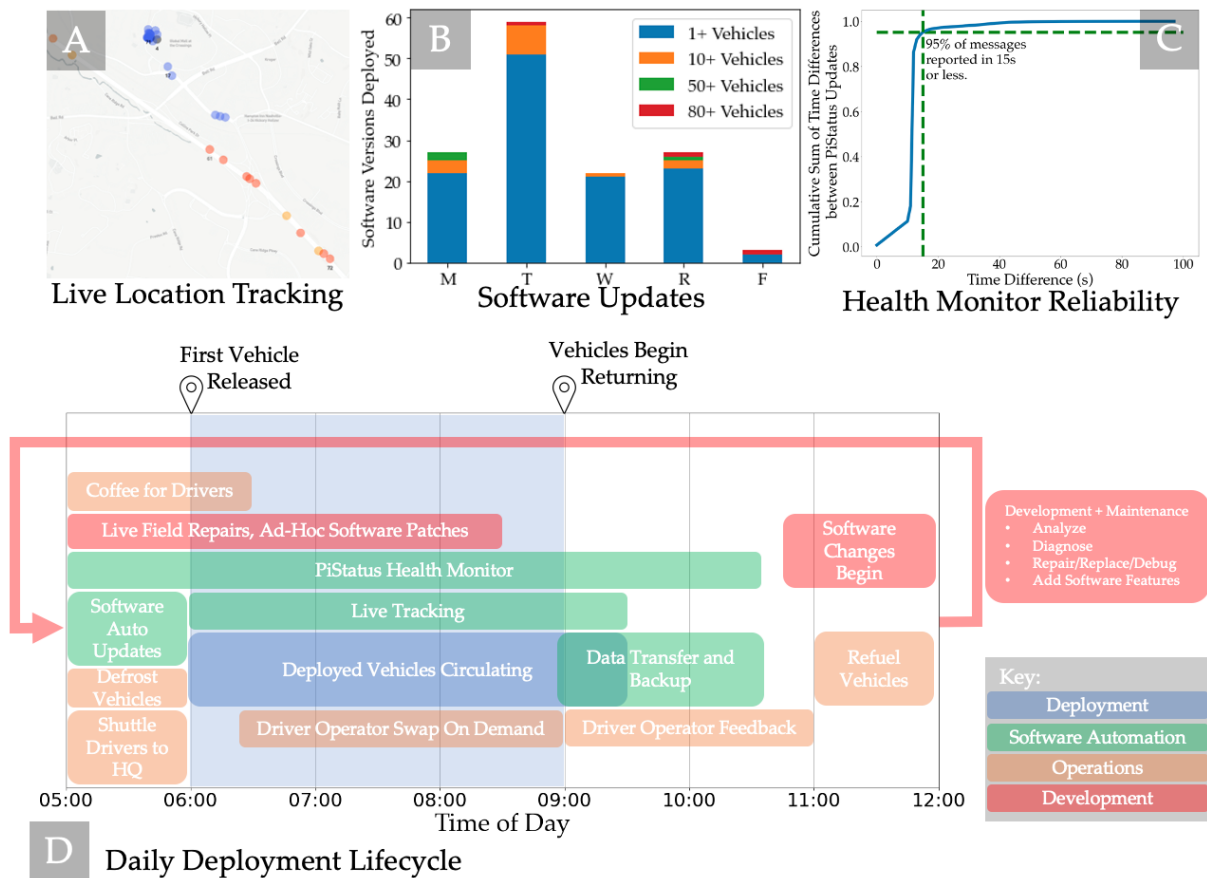 A
4
17
41
72
Live Location Tracking
B
Software Versions Deployed
60
50
40
30
20
10
0
1+ Vehicles
10+ Vehicles
50+ Vehicles
80+ Vehicles
M T W R F
Software Updates
C
Cumulative Sum of Time Differences
between PiStatus Updates
1.0
0.8
0.6
0.4
0.2
0.0
95% of messages
reported in 15s
or less.
0 20 40 60 80 100
Time Difference (s)
Health Monitor Reliability
First Vehicle
Released
Vehicles Begin
Returning
Coffee for Drivers
Live Field Repairs, Ad-Hoc Software Patches
PiStatus Health Monitor
Software
Auto
Updates
Live Tracking
Deployed Vehicles Circulating
Data Transfer and
Backup
Defrost
Vehicles
Shuttle
Drivers to
HQ
Driver Operator Swap On Demand
Driver Operator Feedback
Software
Changes
Begin
Refuel
Vehicles
Development + Maintenance
• Analyze
• Diagnose
• Repair/Replace/Debug
• Add Software Features
Key:
Deployment
Software Automation
Operations
Development
05:00 06:00 07:00 08:00 09:00 10:00 11:00 12:00
Time of Day
D
Daily Deployment Lifecycle